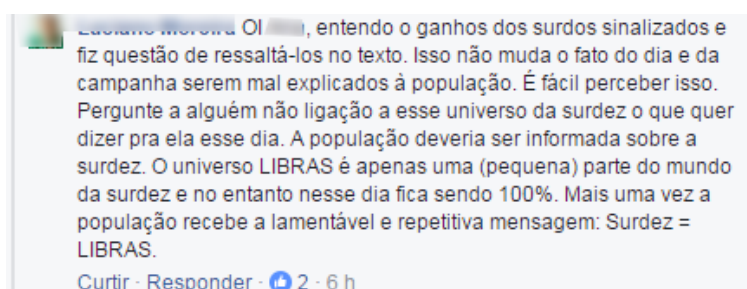 Ol , entendo o ganhos dos surdos sinalizados e
fiz questão de ressaltá-los no texto. Isso não muda o fato do dia e da
campanha serem mal explicados à população. É fácil perceber isso.
Pergunte a alguém não ligação a esse universo da surdez o que quer
dizer pra ela esse dia. A população deveria ser informada sobre a
surdez. O universo LIBRAS é apenas uma (pequena) parte do mundo
da surdez e no entanto nesse dia fica sendo 100%. Mais uma vez a
população recebe a lamentável e repetitiva mensagem: Surdez =
LIBRAS.
Curtir · Responder · 2 · 6 h